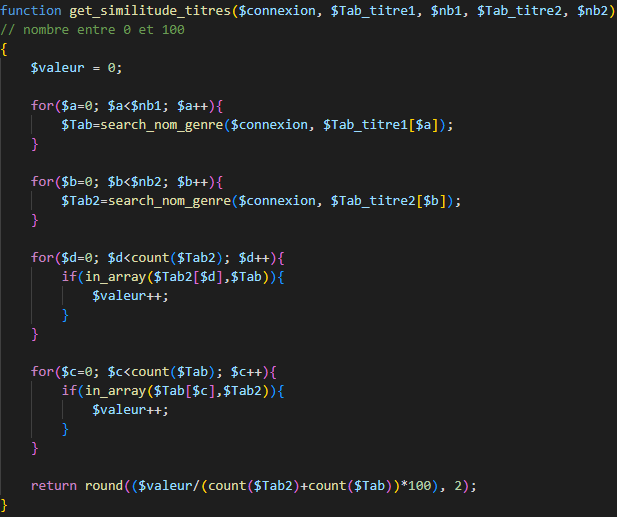 function get_similitude_titres($connexion, $Tab_titre1, $nb1, $Tab_titre2, $nb2)
// nombre entre 0 et 100
{
    $valeur = 0;

    for($a=0; $a<$nb1; $a++){
        $Tab=search_nom_genre($connexion, $Tab_titre1[$a]);
    }

    for($b=0; $b<$nb2; $b++){
        $Tab2=search_nom_genre($connexion, $Tab_titre2[$b]);
    }

    for($d=0; $d<count($Tab2); $d++){
        if(in_array($Tab2[$d],$Tab)){
            $valeur++;
        }
    }

    for($c=0; $c<count($Tab); $c++){
        if(in_array($Tab[$c],$Tab2)){
            $valeur++;
        }
    }

    return round(($valeur/(count($Tab2)+count($Tab))*100), 2);
}